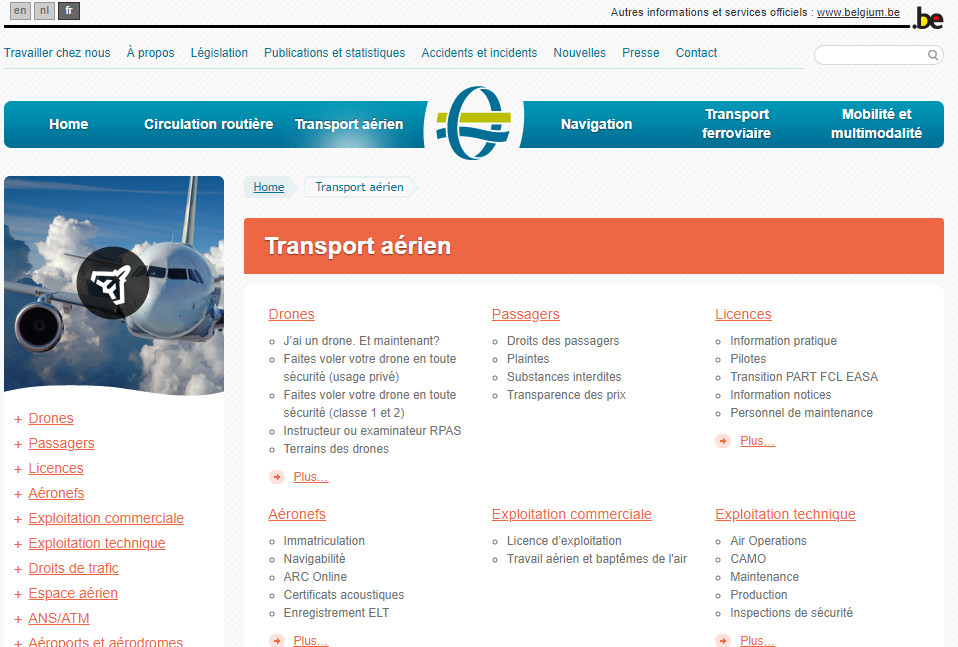 en nl fr
Autres informations et services officiels : www.belgium.be
.be
Travailler chez nous À propos Législation Publications et statistiques Accidents et incidents Nouvelles Presse Contact
Home Circulation routière Transport aérien Navigation Transport ferroviaire Mobilité et multimodalité
Home Transport aérien
Transport aérien
Drones
J’ai un drone. Et maintenant?
Faites voler votre drone en toute
sécurité (usage privé)
Faites voler votre drone en toute
sécurité (classe 1 et 2)
Instructeur ou examinateur RPAS
Terrains des drones
Plus...
Passagers
Droits des passagers
Plaintes
Substances interdites
Transparence des prix
Licences
Information pratique
Pilotes
Transition PART FCL EASA
Information notices
Personnel de maintenance
Plus...
Aéronefs
Immatriculation
Navigabilité
ARC Online
Certificats acoustiques
Enregistrement ELT
Plus...
Exploitation commerciale
Licence d’exploitation
Travail aérien et baptêmes de l'air
Exploitation technique
Air Operations
CAMO
Maintenance
Production
Inspections de sécurité
Plus...
+ Drones
+ Passagers
+ Licences
+ Aéronefs
+ Exploitation commerciale
+ Exploitation technique
+ Droits de trafic
+ Espace aérien
+ ANS/ATM
+ Aéroports et aérodromes